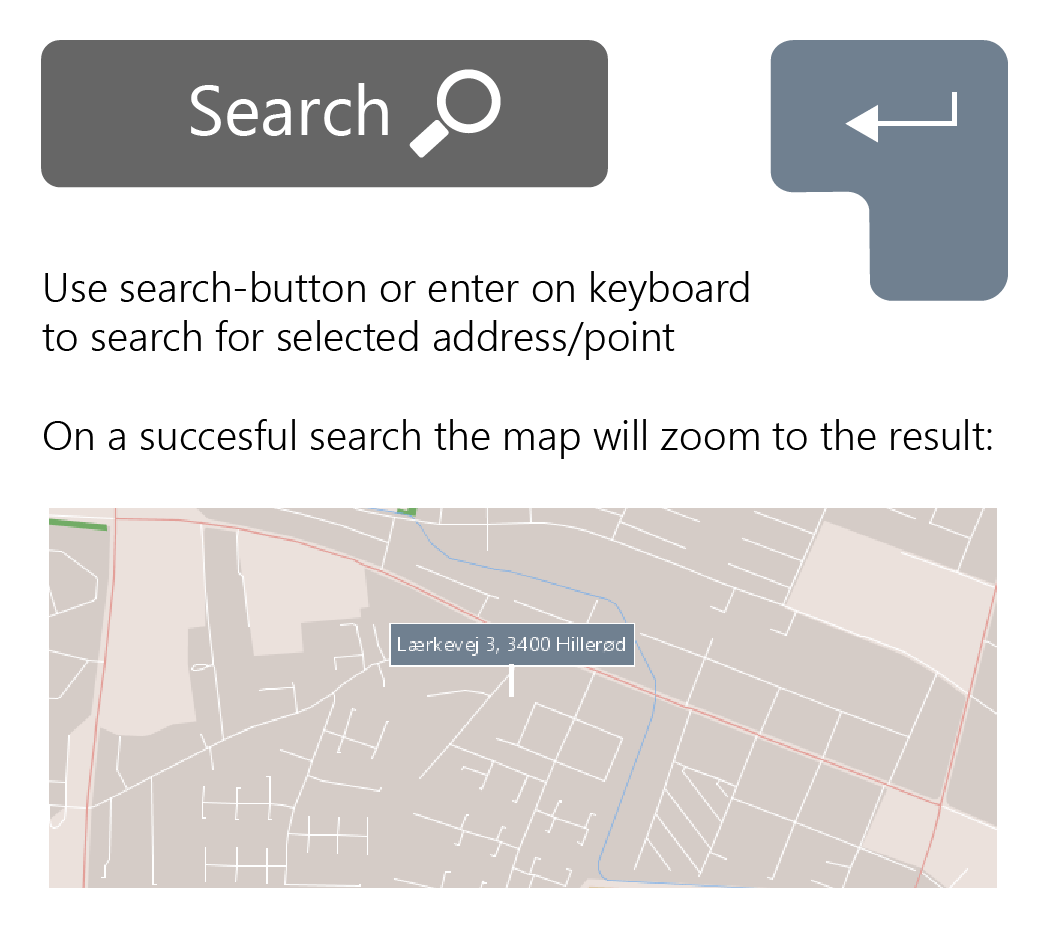 Search
Use search-button or enter on keyboard
to search for selected address/point
On a succesful search the map will zoom to the result:
Lærkevej 3, 3400 Hillerød